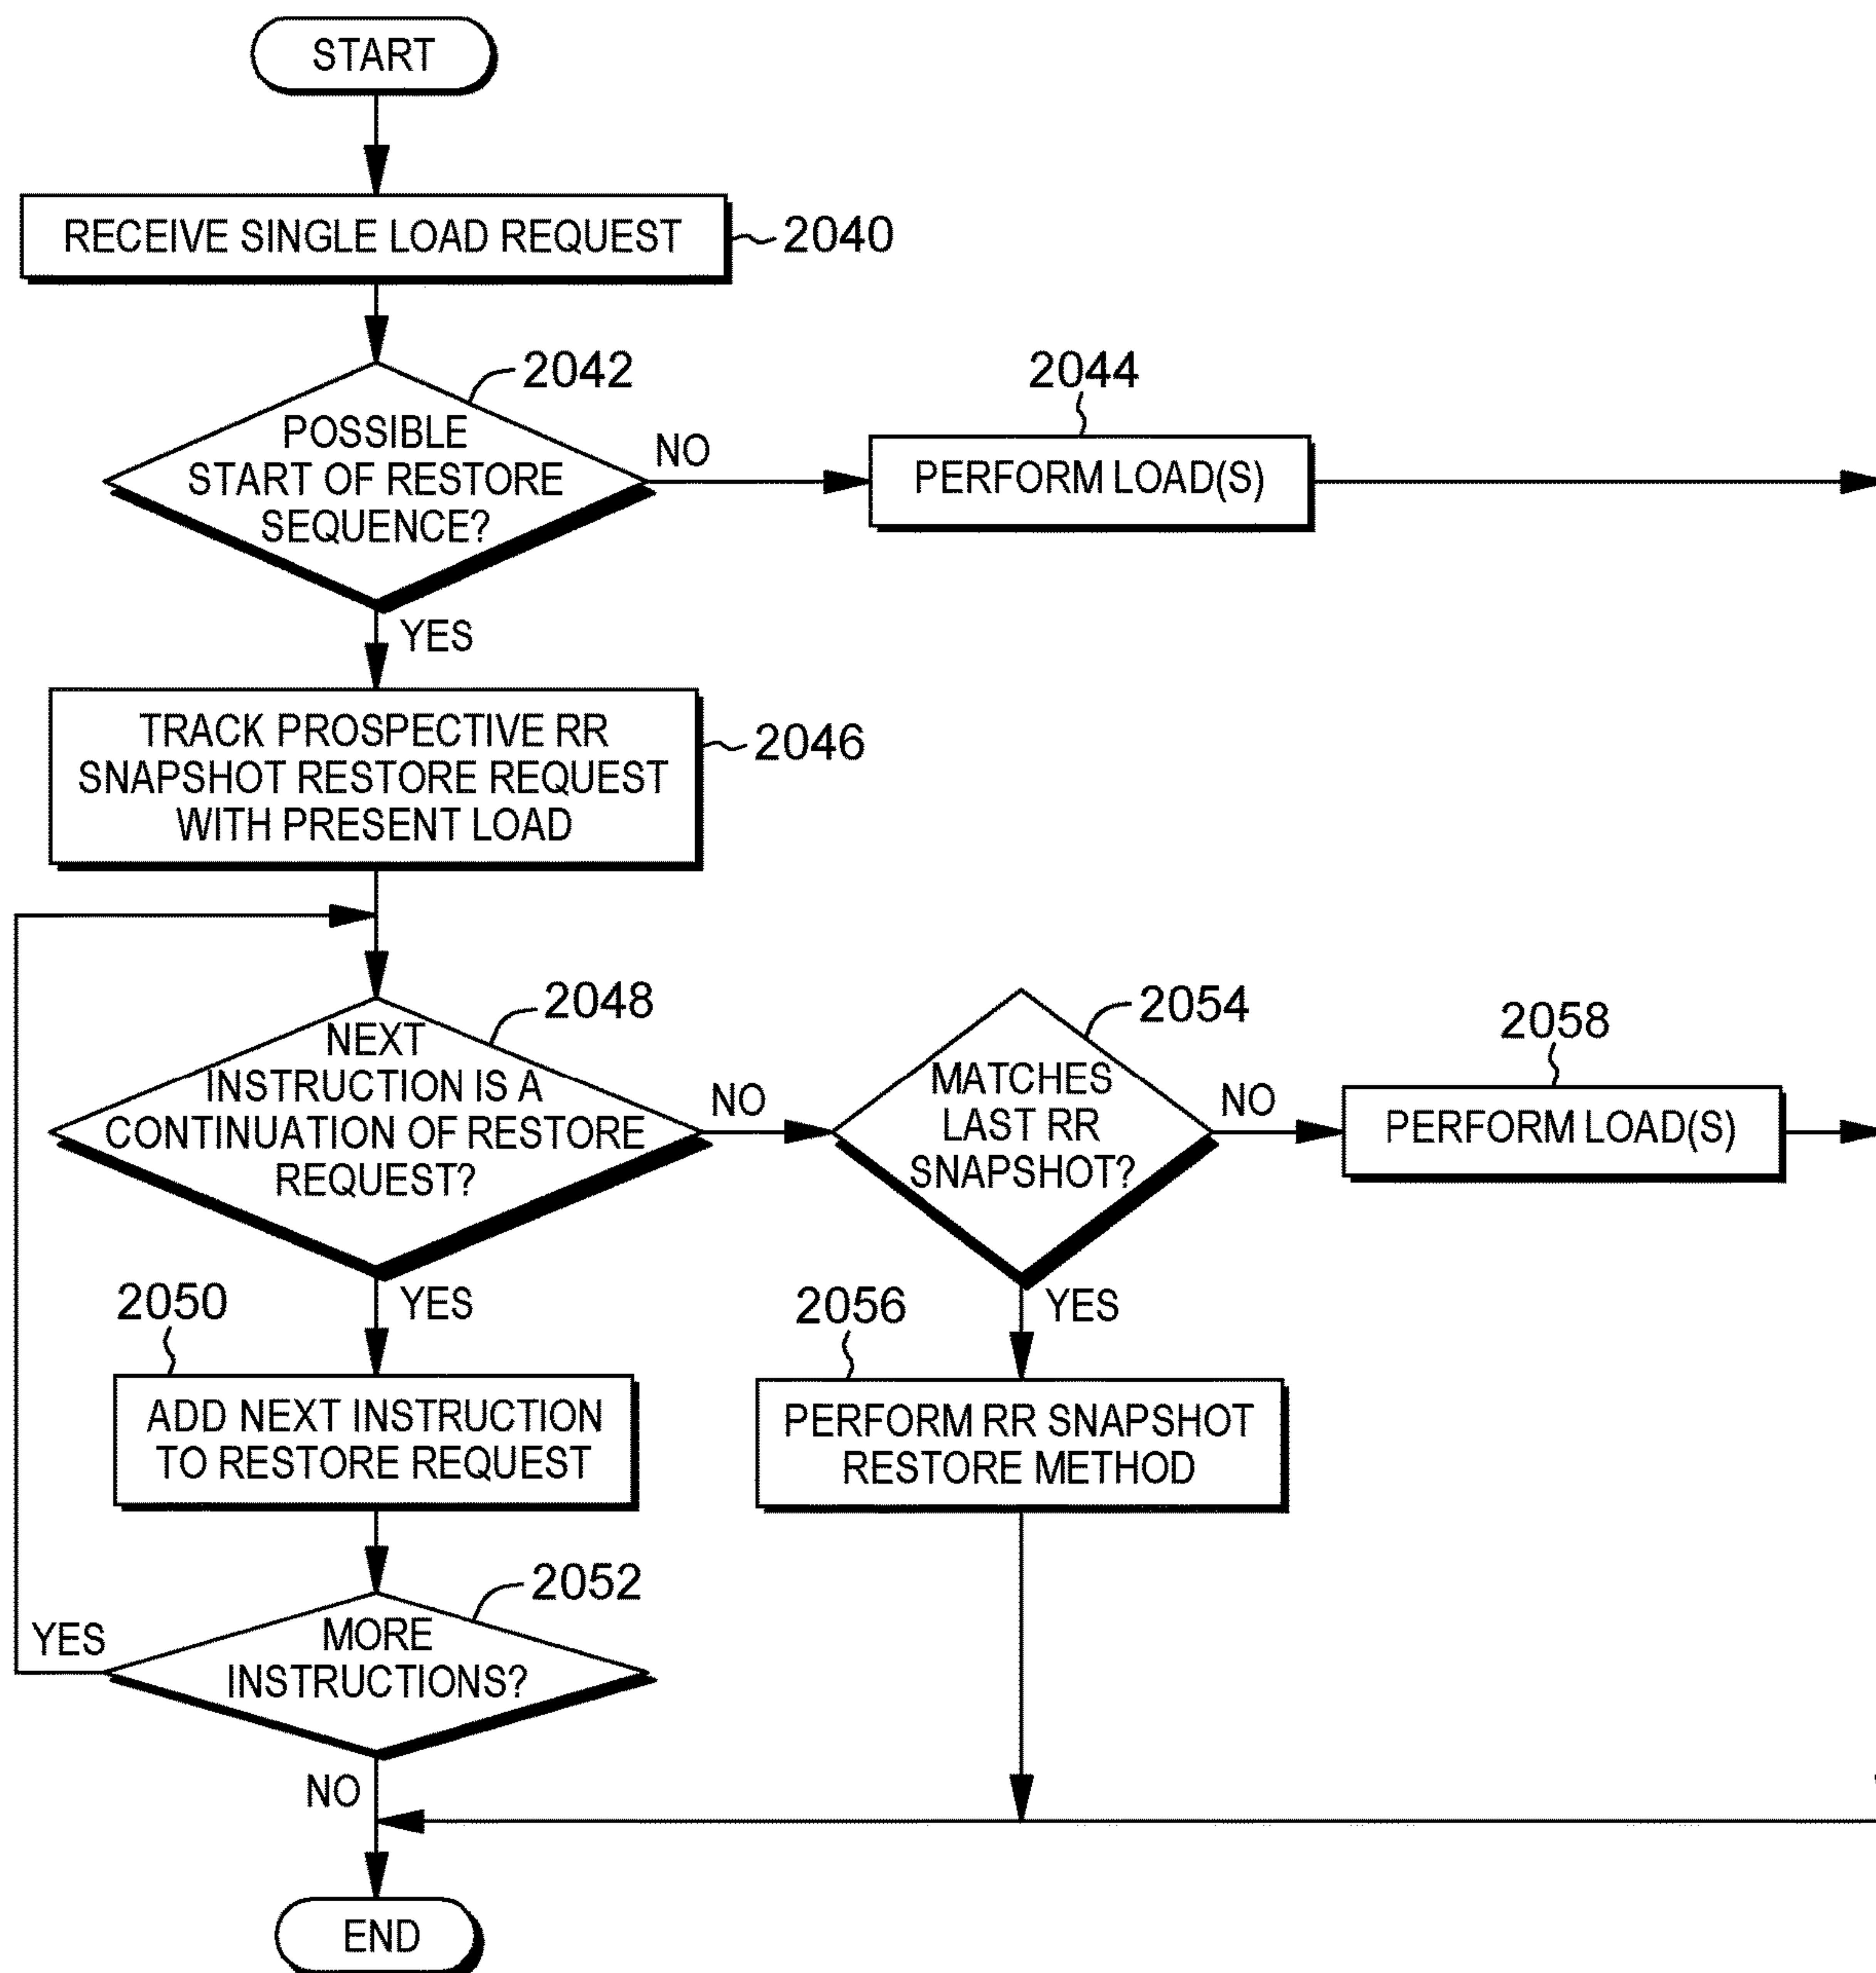 START
RECEIVE SINGLE LOAD REQUEST
2040
2042
POSSIBLE
START OF RESTORE
SEQUENCE?
NO
2044
PERFORM LOAD(S)
YES
TRACK PROSPECTIVE RR
SNAPSHOT RESTORE REQUEST
WITH PRESENT LOAD
2046
2048
NEXT
INSTRUCTION IS A
CONTINUATION OF RESTORE
REQUEST?
NO
2054
MATCHES
LAST RR
SNAPSHOT?
NO
2058
PERFORM LOAD(S)
YES
2050
ADD NEXT INSTRUCTION
TO RESTORE REQUEST
YES
2056
PERFORM RR SNAPSHOT
RESTORE METHOD
2052
MORE
INSTRUCTIONS?
YES
NO
END